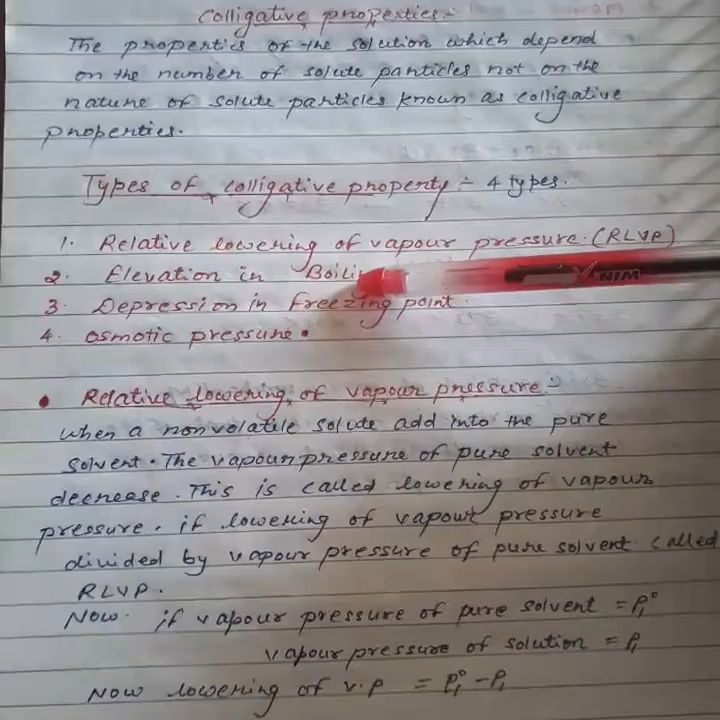 Colligative properties:-
The properties of the solution which depend
on the number of solute particles not on the
nature of solute particles known as colligative
properties.
Types of colligative property - 4 types.
1. Relative lowering of vapour pressure. (RLVP)
2. Elevation in Boilin
3. Depression in freezing point.
4. osmotic pressure.
• Relative lowering of vapour pressure:-
when a nonvolatile solute add into the pure
solvent. The vapour pressure of pure solvent
decrease. This is called lowering of vapour
pressure. if lowering of vapour pressure
divided by vapour pressure of pure solvent called
RLVP.
Now. if vapour pressure of pure solvent = P₁°
vapour pressure of solution = P₁
Now lowering of v.p = P₁° - P₁